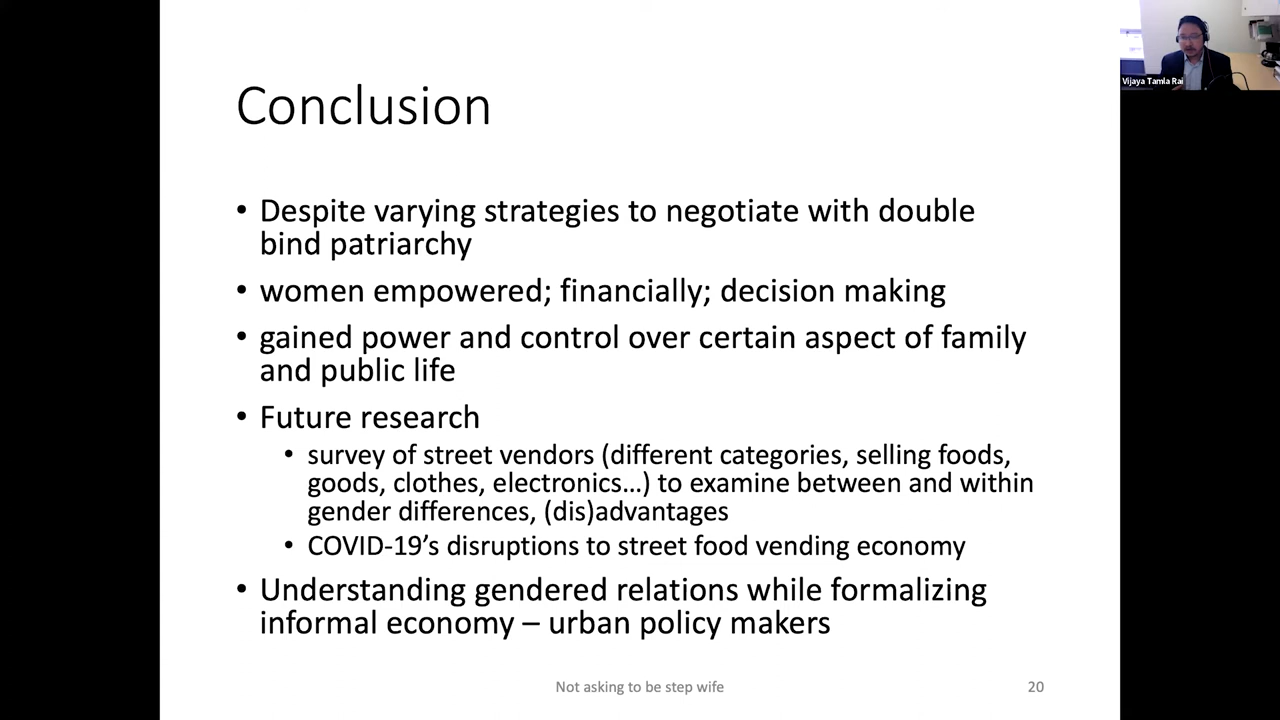 Vijaya Tamla Rai
Conclusion
• Despite varying strategies to negotiate with double
bind patriarchy
• women empowered; financially; decision making
• gained power and control over certain aspect of family
and public life
• Future research
• survey of street vendors (different categories, selling foods,
goods, clothes, electronics...) to examine between and within
gender differences, (dis)advantages
• COVID-19's disruptions to street food vending economy
• Understanding gendered relations while formalizing
informal economy – urban policy makers
Not asking to be step wife
20